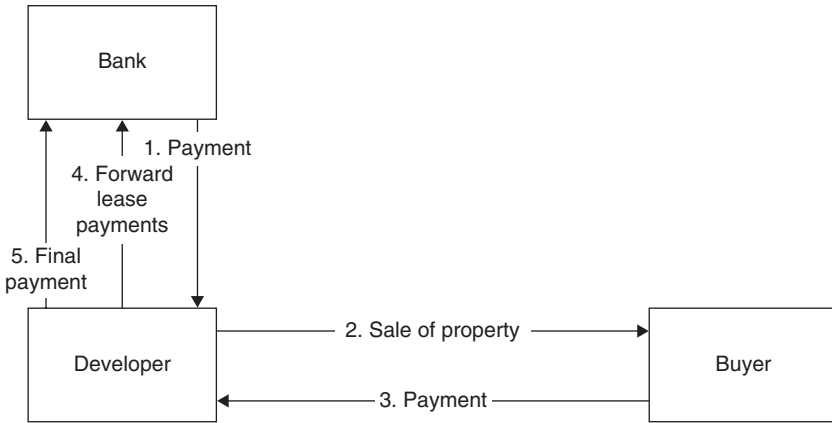 Bank
1. Payment
4. Forward
lease
payments
5. Final
payment
Developer
2. Sale of property
Buyer
3. Payment